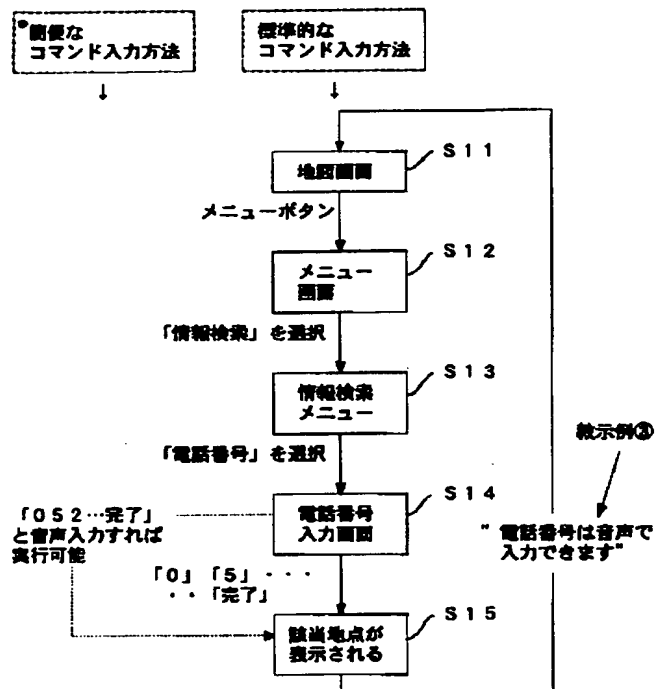 簡便な
コマンド入力方法
標準的な
コマンド入力方法
↓
↓
S11
地図画面
メニューボタン
S12
メニュー
画面
「情報検索」を選択
S13
情報検索
メニュー
「電話番号」を選択
教示例③
S14
電話番号
入力画面
「052…完了」
と音声入力すれば
実行可能
"電話番号は音声で
入力できます"
「0」「5」・・・
・・「完了」
S15
該当地点が
表示される